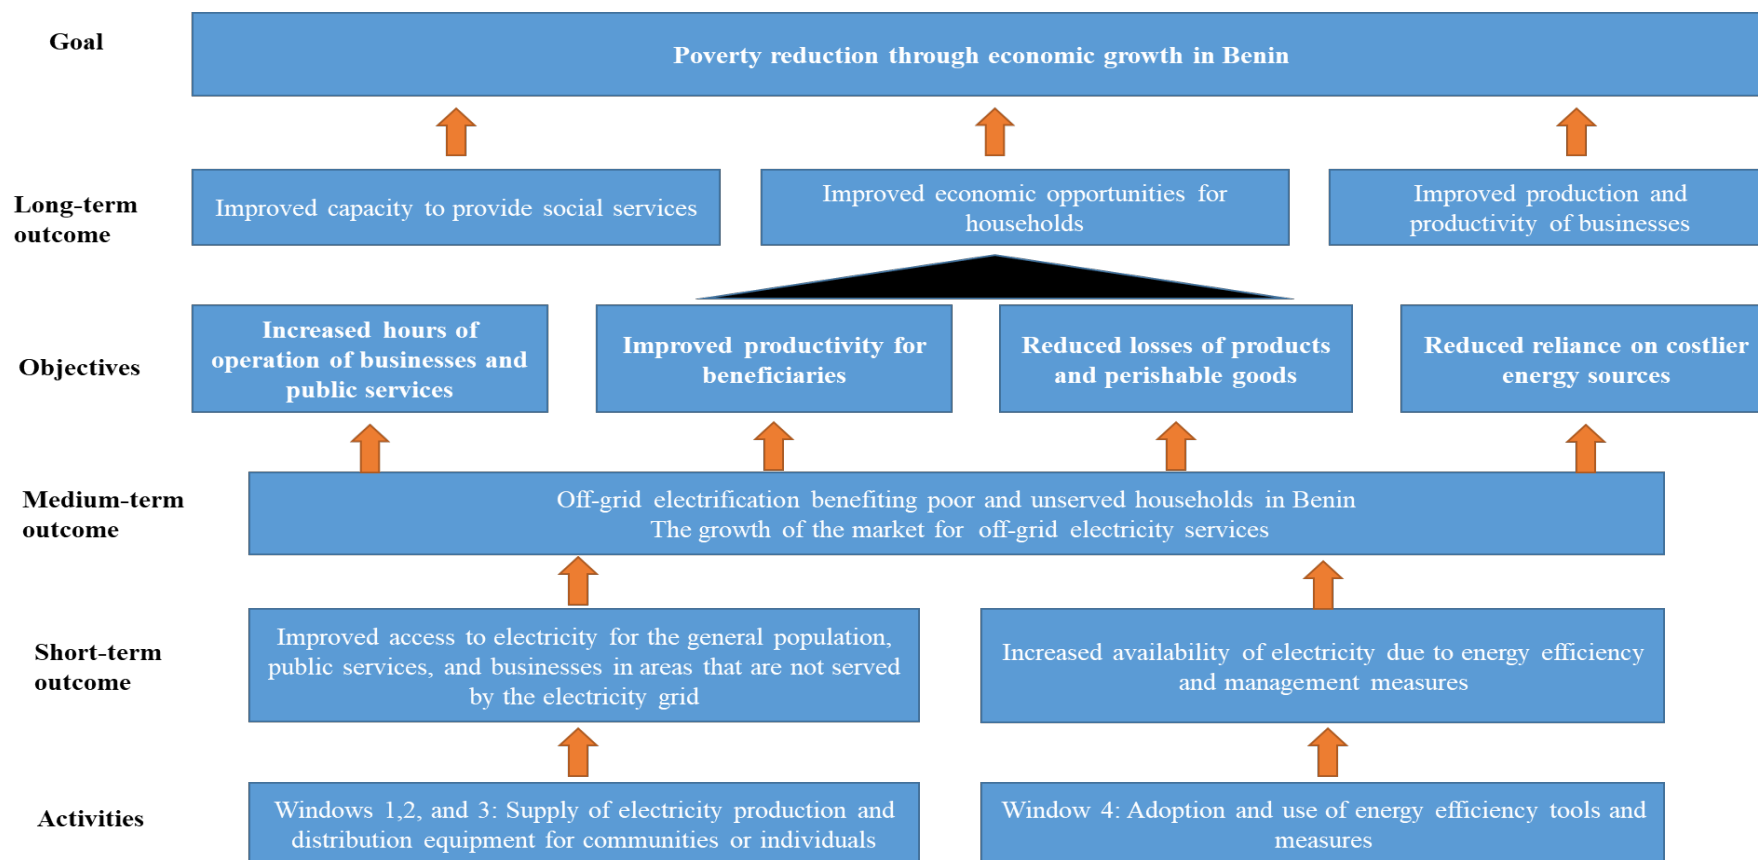 Goal
Poverty reduction through economic growth in Benin
Long-term
outcome
Improved capacity to provide social services
Improved economic opportunities for
households
Improved production and
productivity of businesses
Objectives
Increased hours of
operation of businesses and
public services
Improved productivity for
beneficiaries
Reduced losses of products
and perishable goods
Reduced reliance on costlier
energy sources
Medium-term
outcome
Off-grid electrification benefiting poor and unserved households in Benin
The growth of the market for off-grid electricity services
Short-term
outcome
Improved access to electricity for the general population,
public services, and businesses in areas that are not served
by the electricity grid
Increased availability of electricity due to energy efficiency
and management measures
Activities
Windows 1,2, and 3: Supply of electricity production and
distribution equipment for communities or individuals
Window 4: Adoption and use of energy efficiency tools and
measures